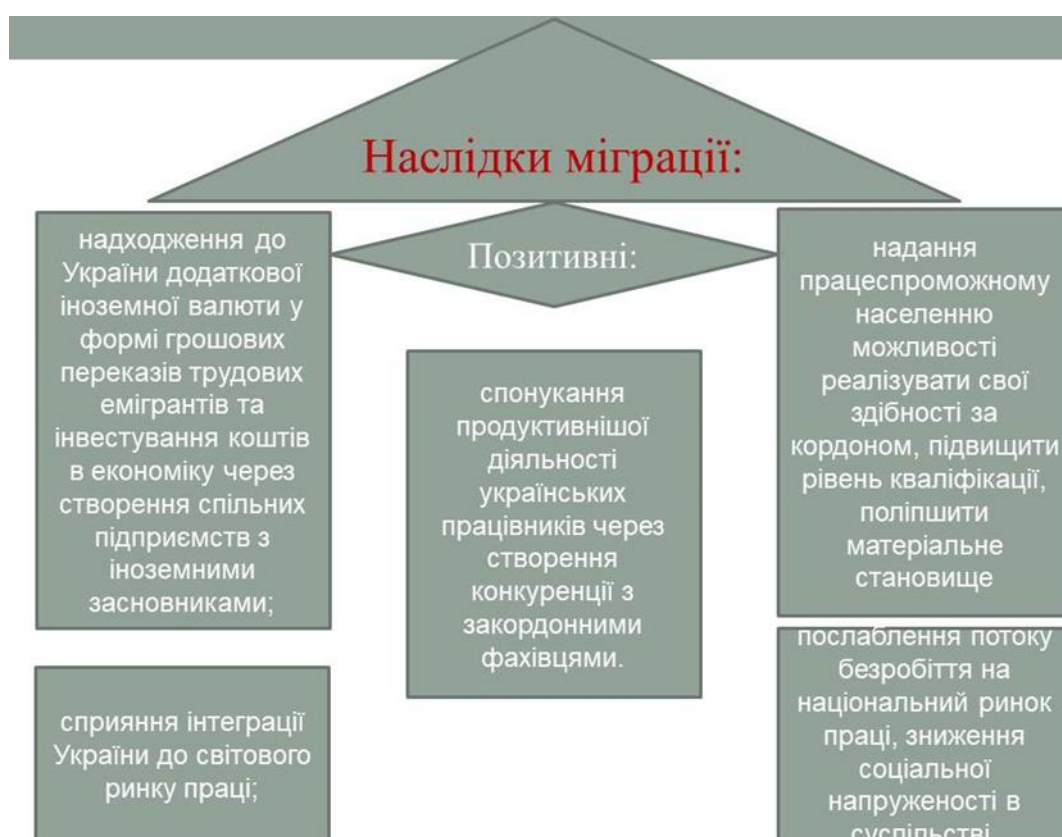 Наслідки міграції:
Позитивні:
надходження до
України додаткової
іноземної валюти у
формі грошових
переказів трудових
емігрантів та
інвестування коштів
в економіку через
створення спільних
підприємств з
іноземними
засновниками;
сприяння інтеграції
України до світового
ринку праці;
спонукання
продуктивнішої
діяльності
українських
працівників через
створення
конкуренції з
закордонними
фахівцями.
надання
працеспроможному
населенню
можливості
реалізувати свої
здібності за
кордоном, підвищити
рівень кваліфікації,
поліпшити
матеріальне
становище
послаблення потоку
безробіття на
національний ринок
праці, зниження
соціальної
напруженості в
суспільстві